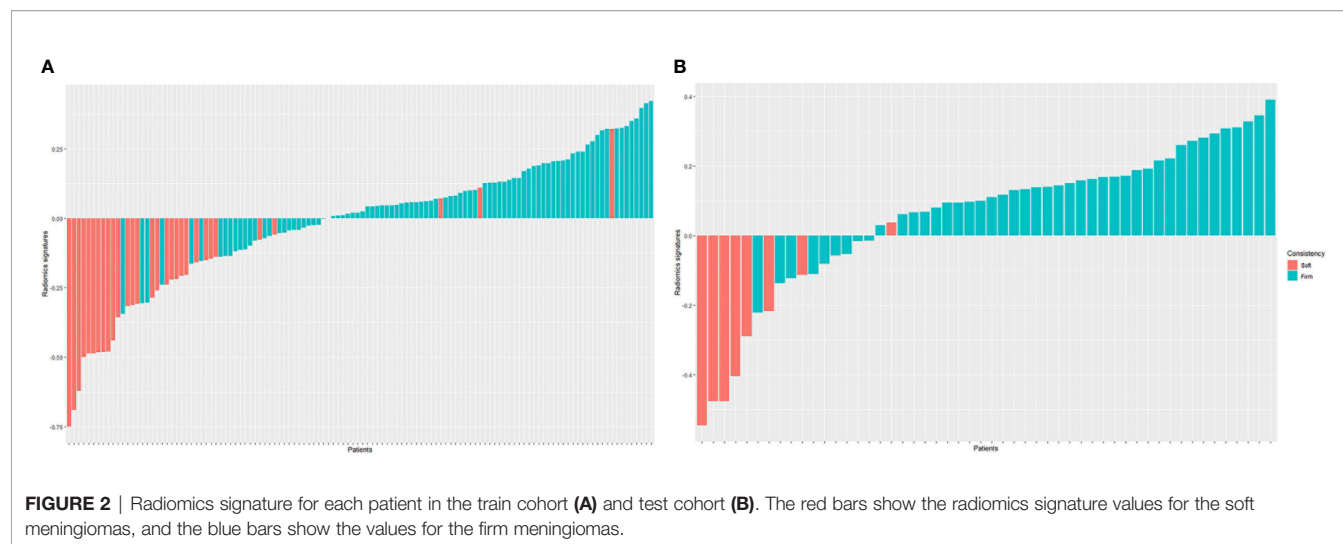 A
B
0.25
0.00
-0.25
-0.50
-0.75
Radiomics signatures
Patients
0.4
0.2
0.0
-0.2
-0.4
Radiomics signatures
Patients
Consistency
Soft
Firm
FIGURE 2 | Radiomics signature for each patient in the train cohort (A) and test cohort (B). The red bars show the radiomics signature values for the soft
meningiomas, and the blue bars show the values for the firm meningiomas.